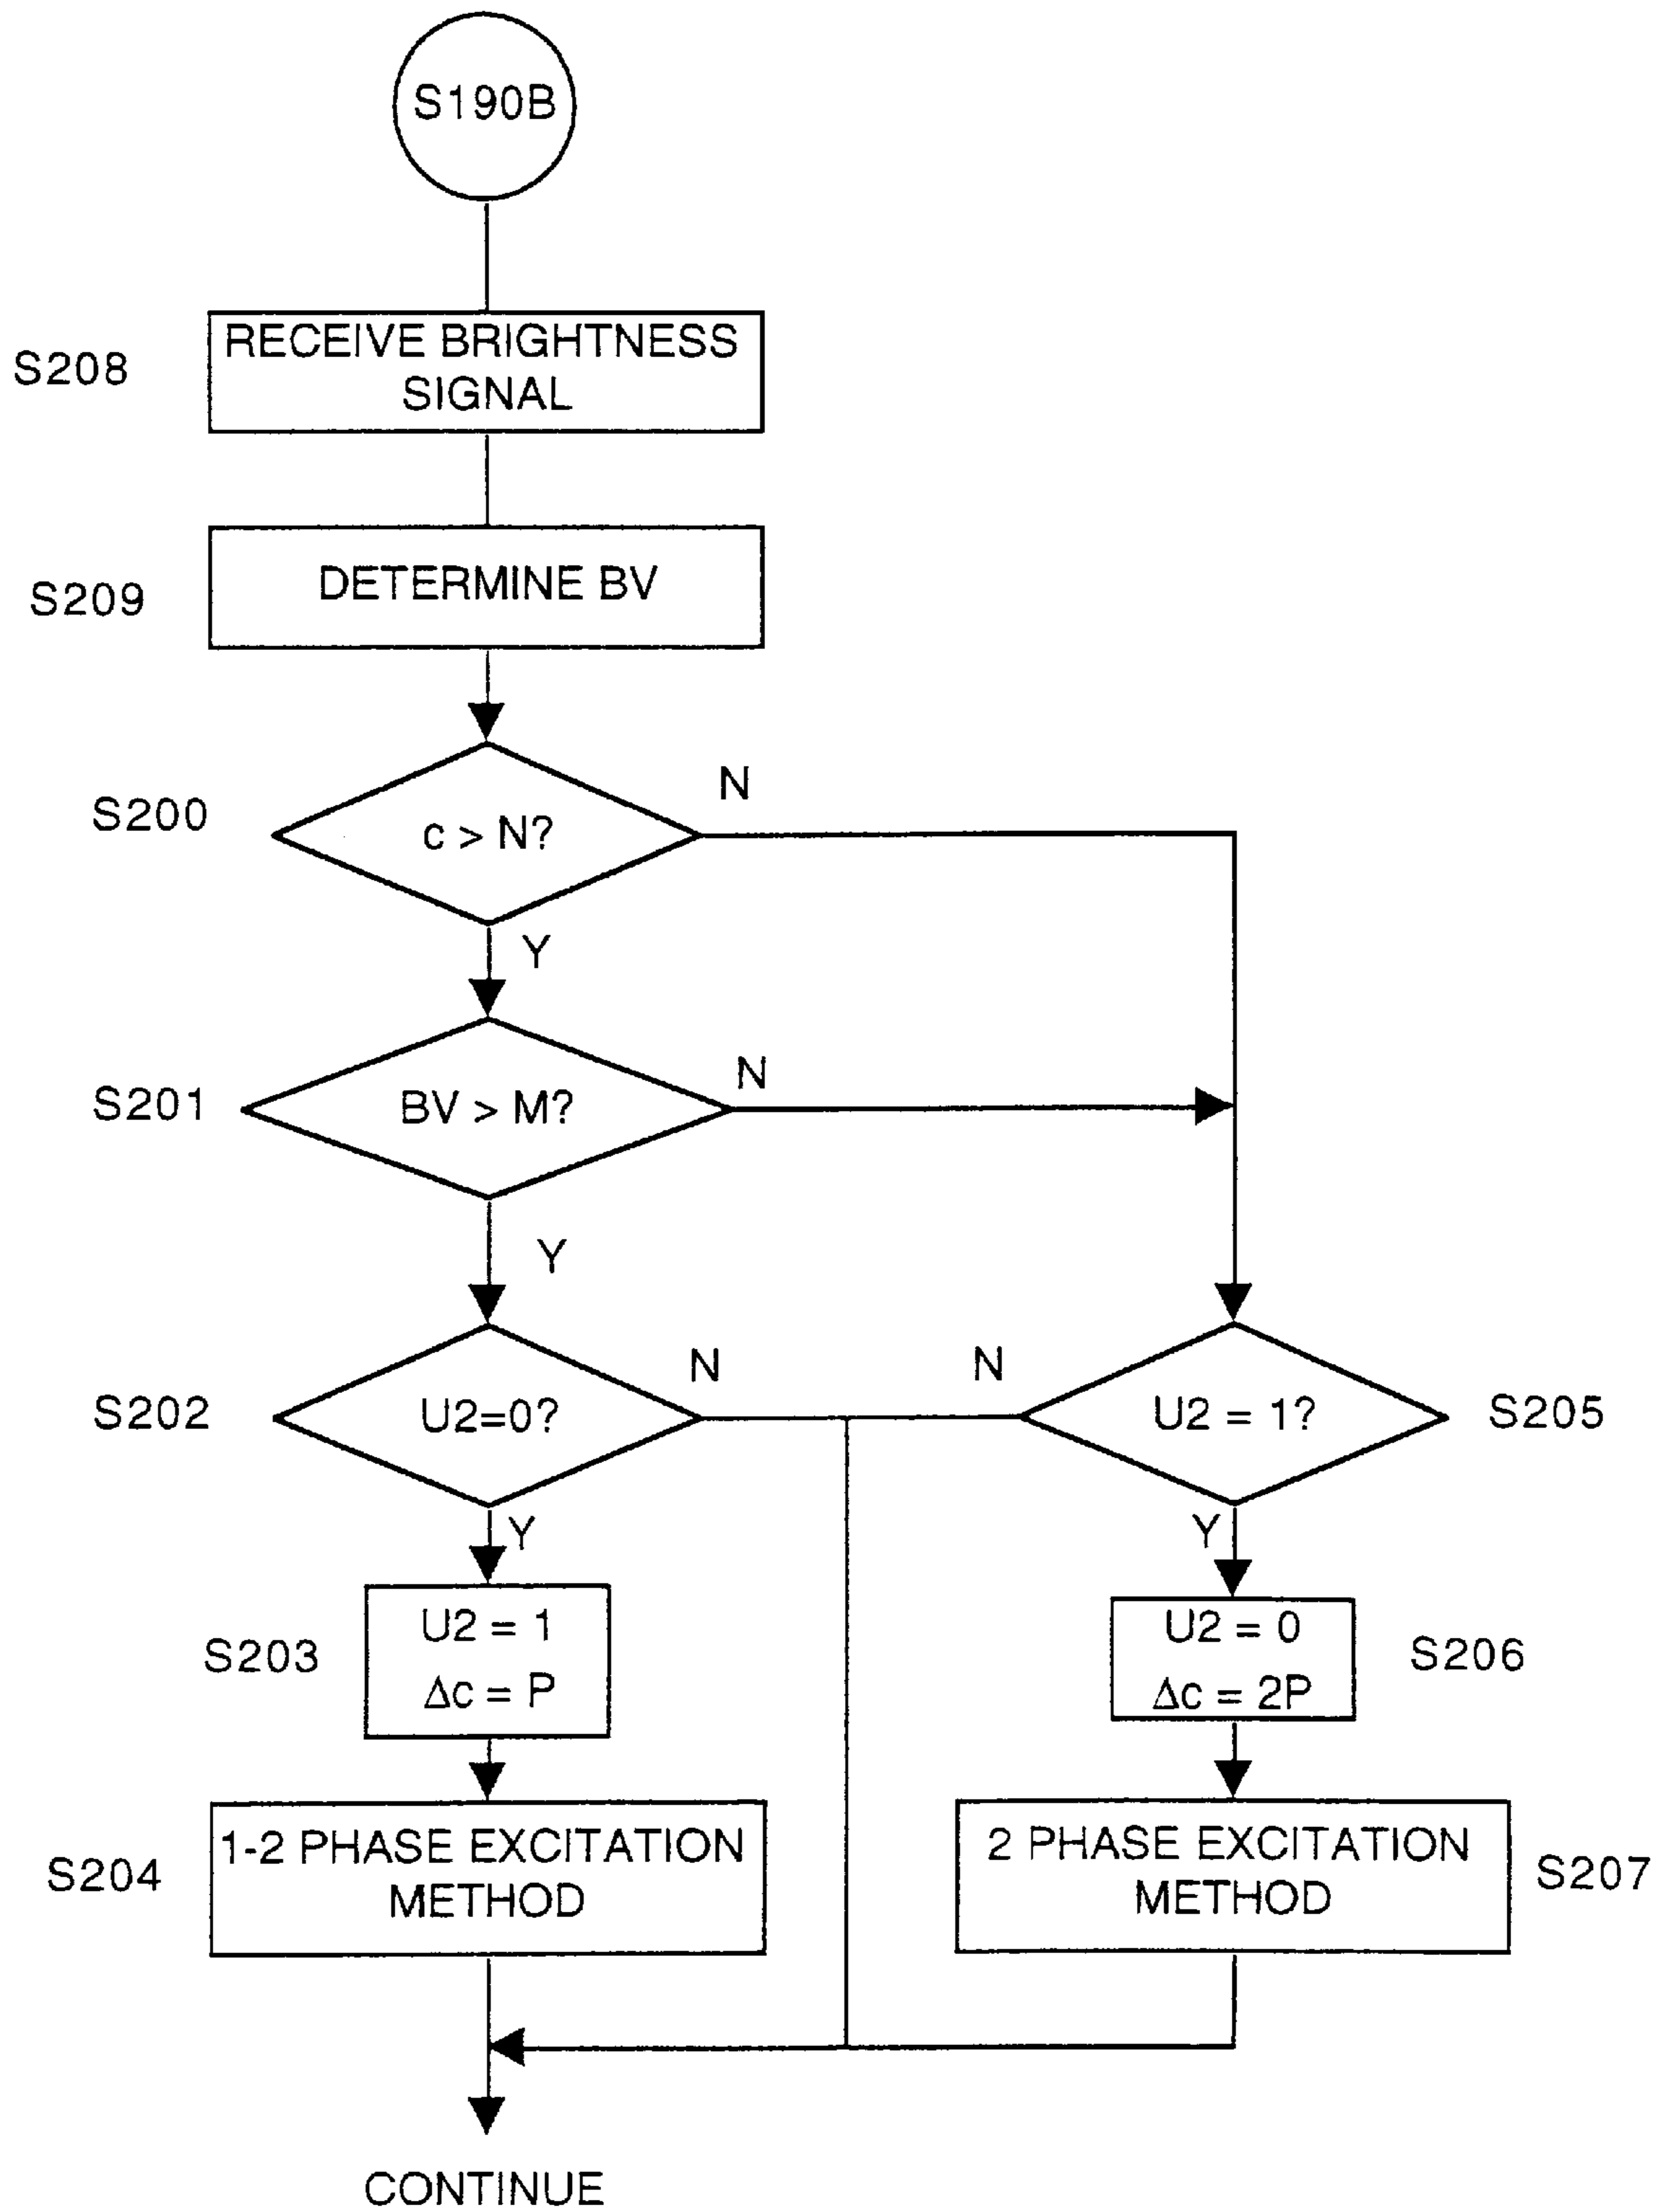 S190B
S208
RECEIVE BRIGHTNESS
SIGNAL
S209
DETERMINE BV
S200
c > N?
N
Y
S201
BV > M?
N
Y
S202
U2=0?
N
N
U2 = 1?
S205
Y
Y
S203
U2 = 1
Δc = P
U2 = 0
Δc = 2P
S206
S204
1-2 PHASE EXCITATION
METHOD
2 PHASE EXCITATION
METHOD
S207
CONTINUE